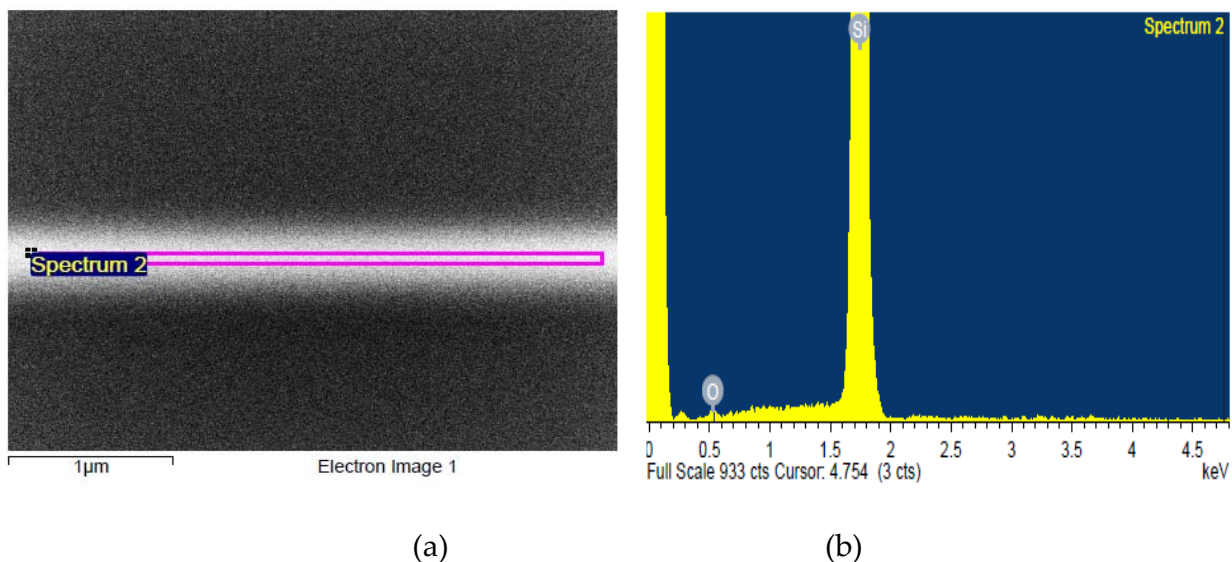 Spectrum 2
1µm
Electron Image 1
Spectrum 2
Si
O
0 0.5 1 1.5 2 2.5 3 3.5 4 4.5
Full Scale 933 cts Cursor: 4.754 (3 cts) keV
(a) (b)